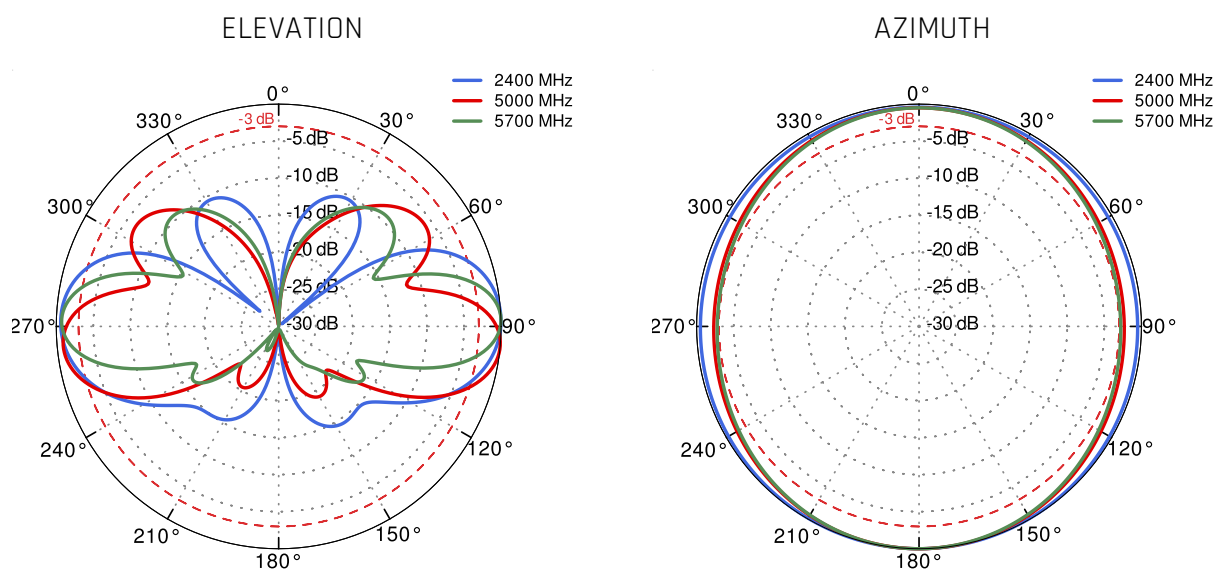 ELEVATION
2400 MHz
5000 MHz
5700 MHz
0°
330°
30°
-3 dB
-5 dB
-10 dB
300°
60°
-15 dB
-20 dB
-25 dB
270°
-30 dB
90°
240°
120°
210°
150°
180°
AZIMUTH
2400 MHz
5000 MHz
5700 MHz
0°
330°
30°
-3 dB
-5 dB
-10 dB
300°
60°
-15 dB
-20 dB
-25 dB
270°
-30 dB
90°
240°
120°
210°
150°
180°